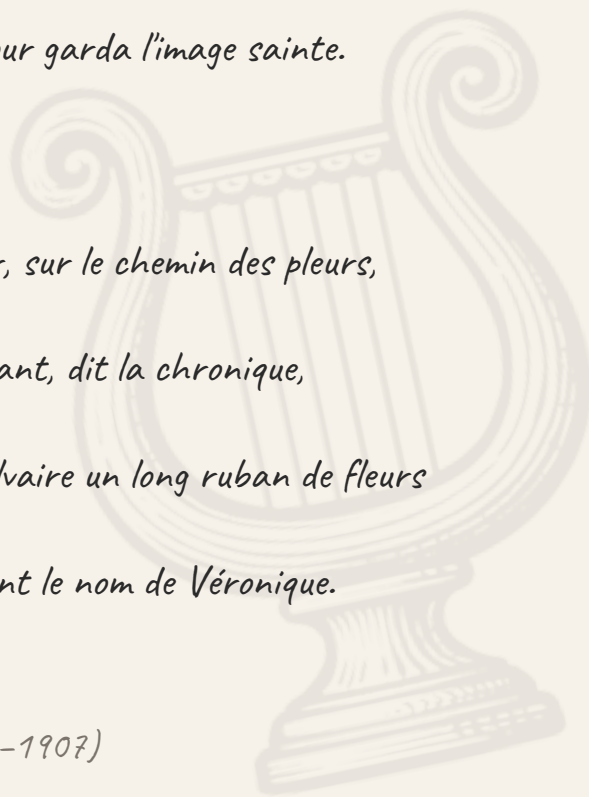 ur garda l'image sainte.
r, sur le chemin des pleurs,
ant, dit la chronique,
lvaire un long ruban de fleurs
nt le nom de Véronique.
–1907)